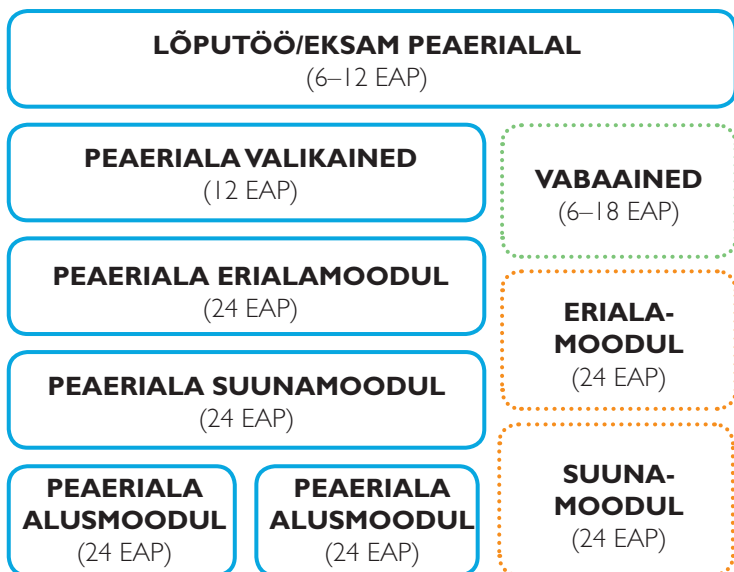 LÕPUTÖÖ/EKSAM PEAERIALAL
(6–12 EAP)
PEAERIALA VALIKAINED
(12 EAP)
VABAAINED
(6–18 EAP)
PEAERIALA ERIALAMOODUL
(24 EAP)
ERIALA-
MOODUL
(24 EAP)
PEAERIALA SUUNAMOODUL
(24 EAP)
PEAERIALA
ALUSMOODUL
(24 EAP)
PEAERIALA
ALUSMOODUL
(24 EAP)
SUUNA-
MOODUL
(24 EAP)